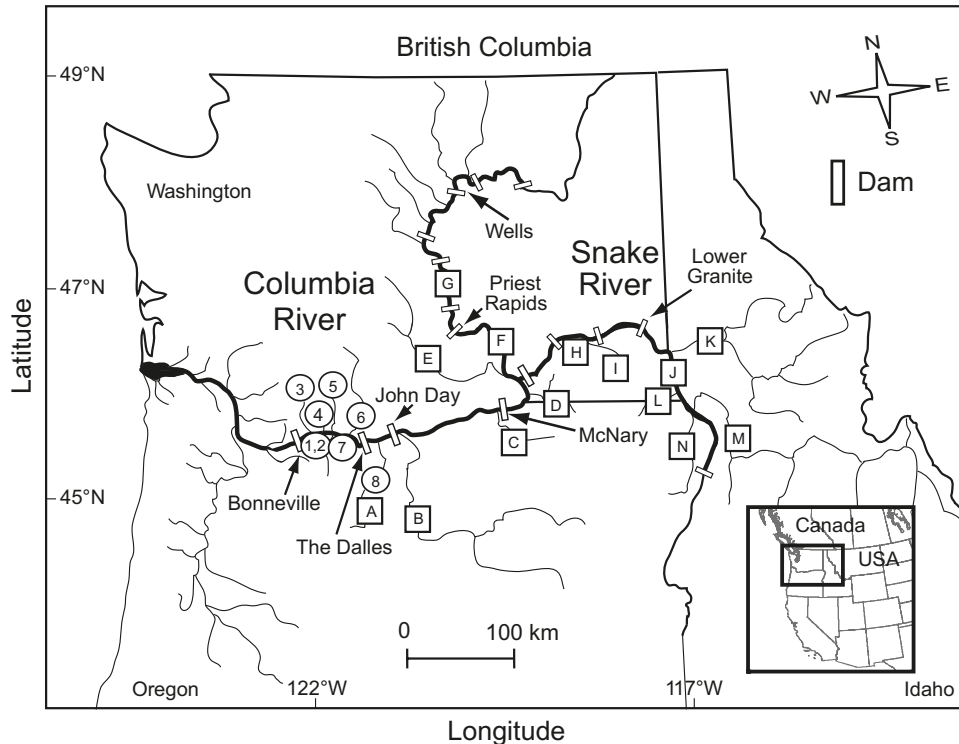 British Columbia
49°N
N
W
E
S
Washington
Dam
Wells
Snake
River
Lower
Granite
Columbia
River
G
Priest
Rapids
47°N
Latitude
E
F
H
I
K
J
L
D
3
5
4
6
John Day
1,2
7
C
McNary
N
M
Bonneville
8
A
B
The Dalles
45°N
Canada
USA
0
100 km
Oregon
122°W
117°W
Idaho
Longitude